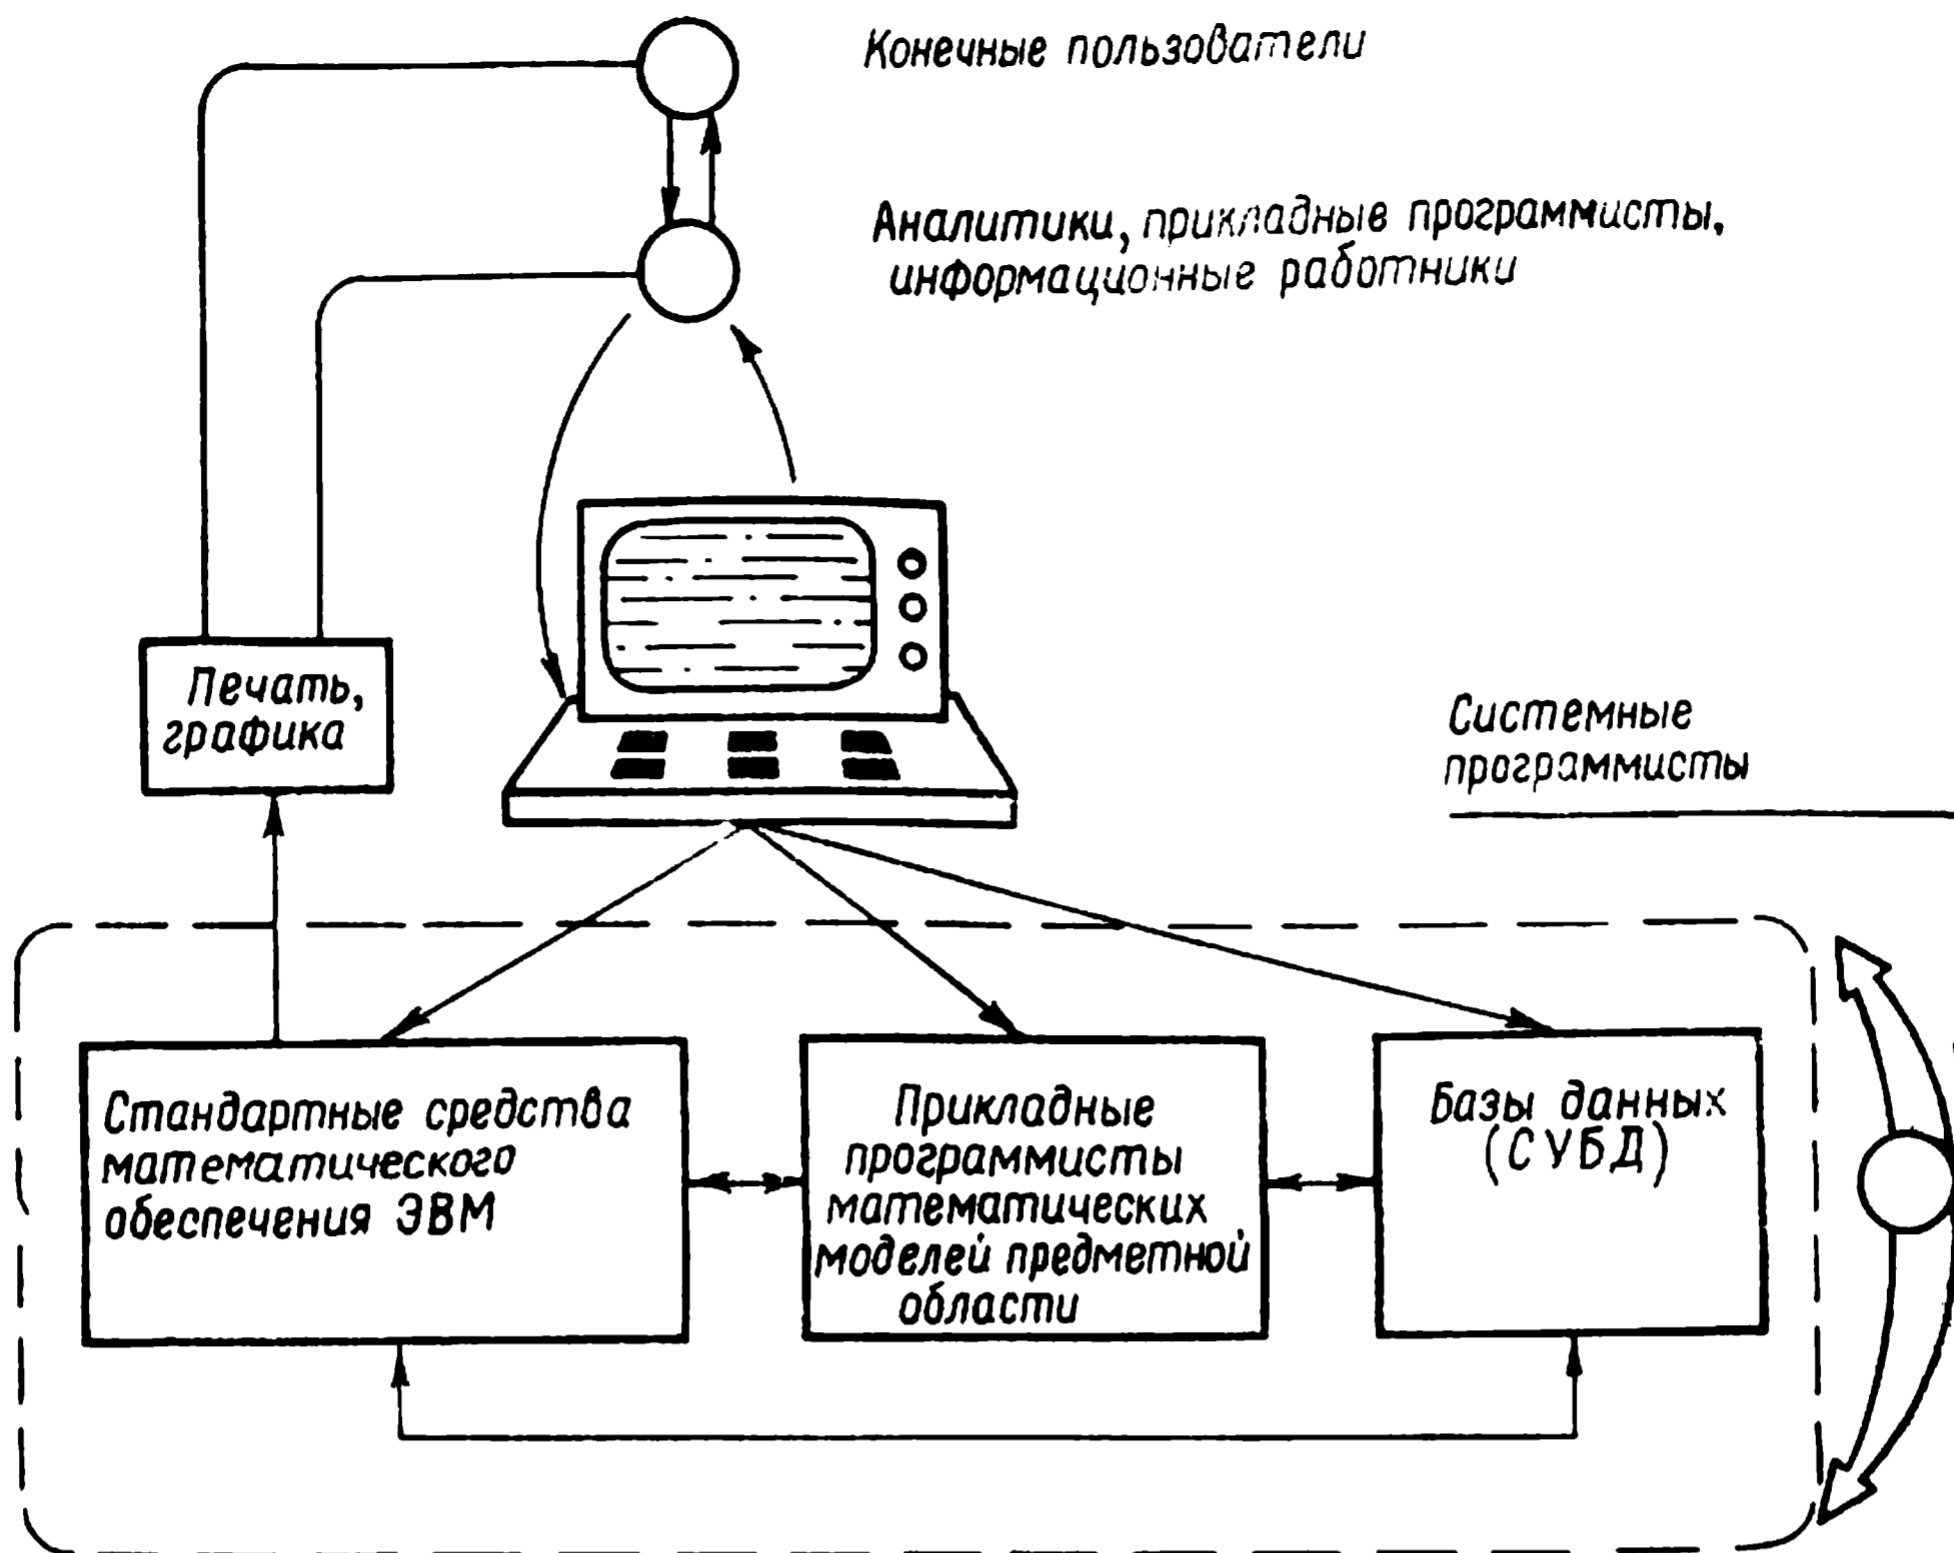 Конечные пользователи
Аналитики, прикладные программисты,
информационные работники
Печать,
графика
Системные
программисты
Стандартные средства
математического
обеспечения ЭВМ
Прикладные
программисты
математических
моделей предметной
области
Базы данных
(СУБД)